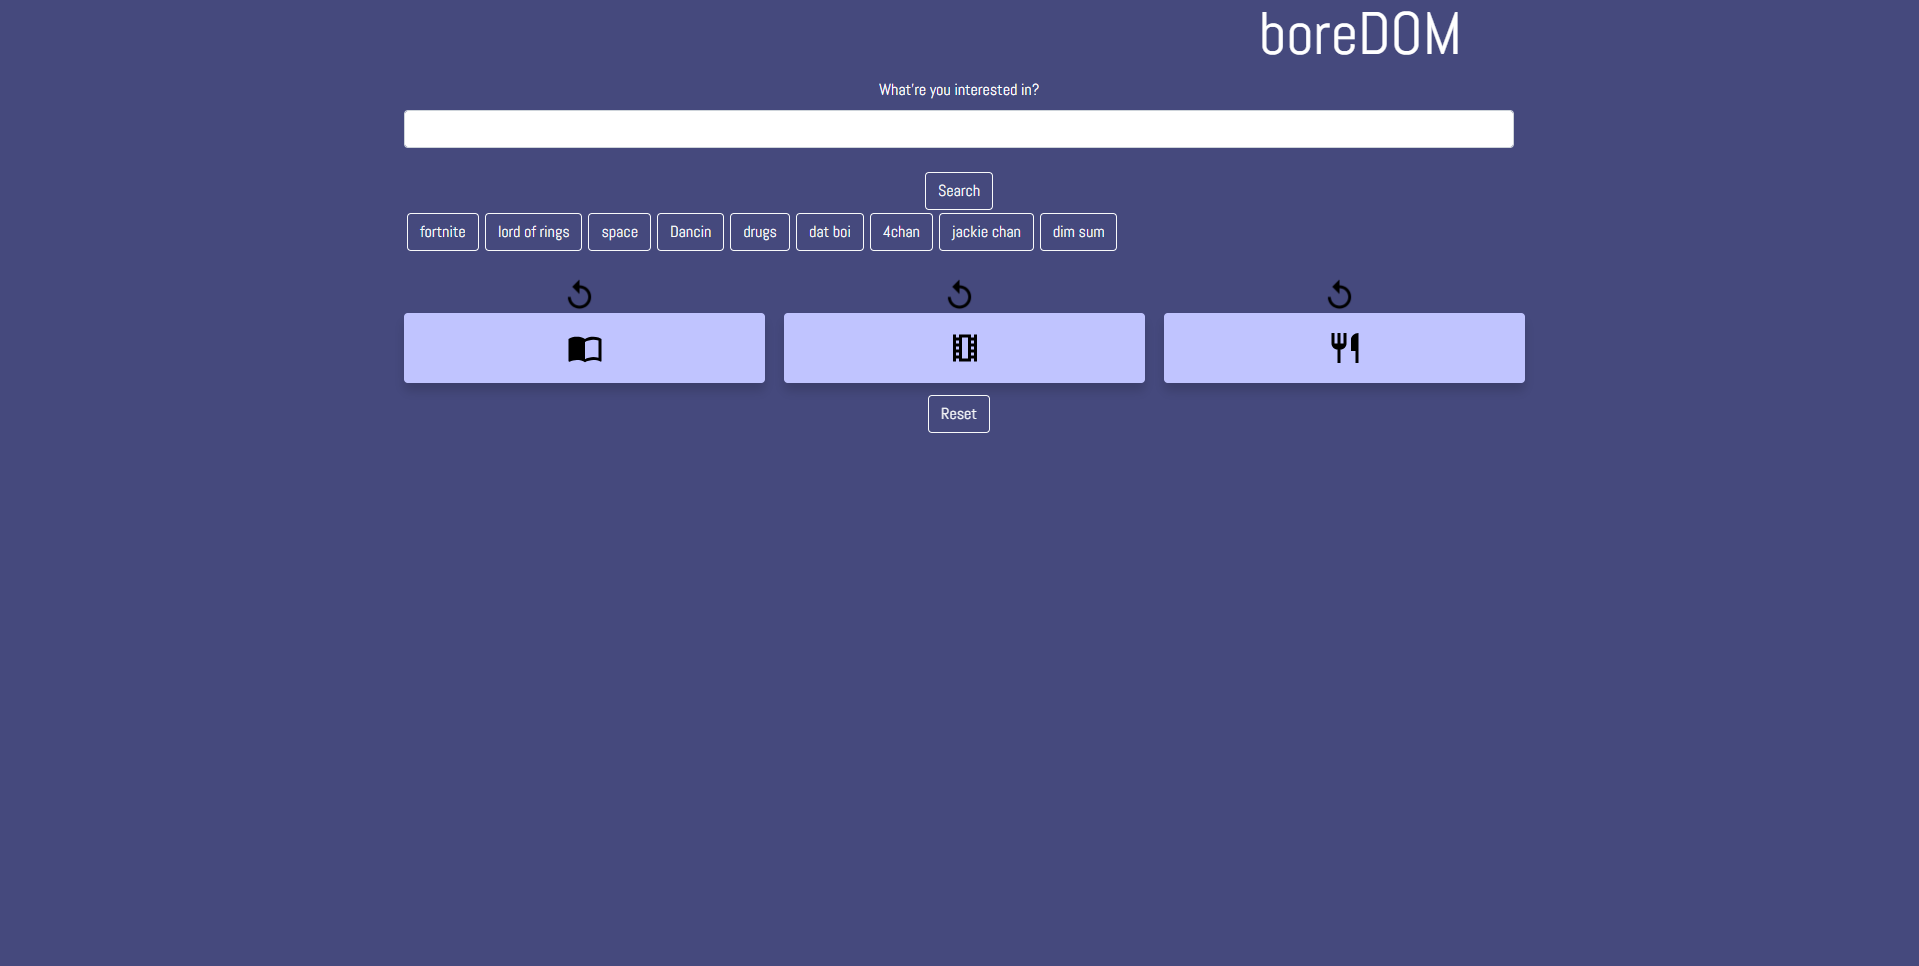 boreDOM
What're you interested in?
Search
fortnite lord of rings space Dancin drugs dat boi 4chan jackie chan dim sum
Reset